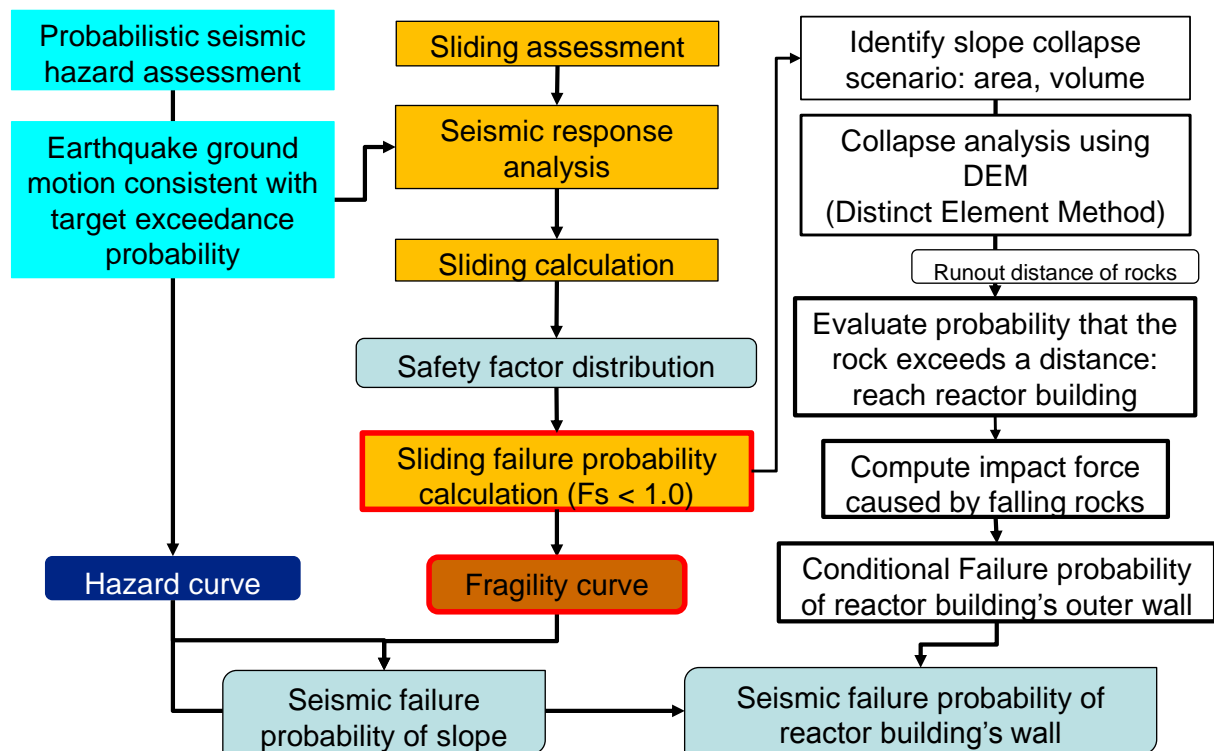 Probabilistic seismic
hazard assessment
Earthquake ground
motion consistent with
target exceedance
probability
Hazard curve
Sliding assessment
Seismic response
analysis
Sliding calculation
Safety factor distribution
Sliding failure probability
calculation (Fs < 1.0)
Fragility curve
Identify slope collapse
scenario: area, volume
Collapse analysis using
DEM
(Distinct Element Method)
Runout distance of rocks
Evaluate probability that the
rock exceeds a distance:
reach reactor building
Compute impact force
caused by falling rocks
Conditional Failure probability
of reactor building's outer wall
Seismic failure
probability of slope
Seismic failure probability of
reactor building's wall